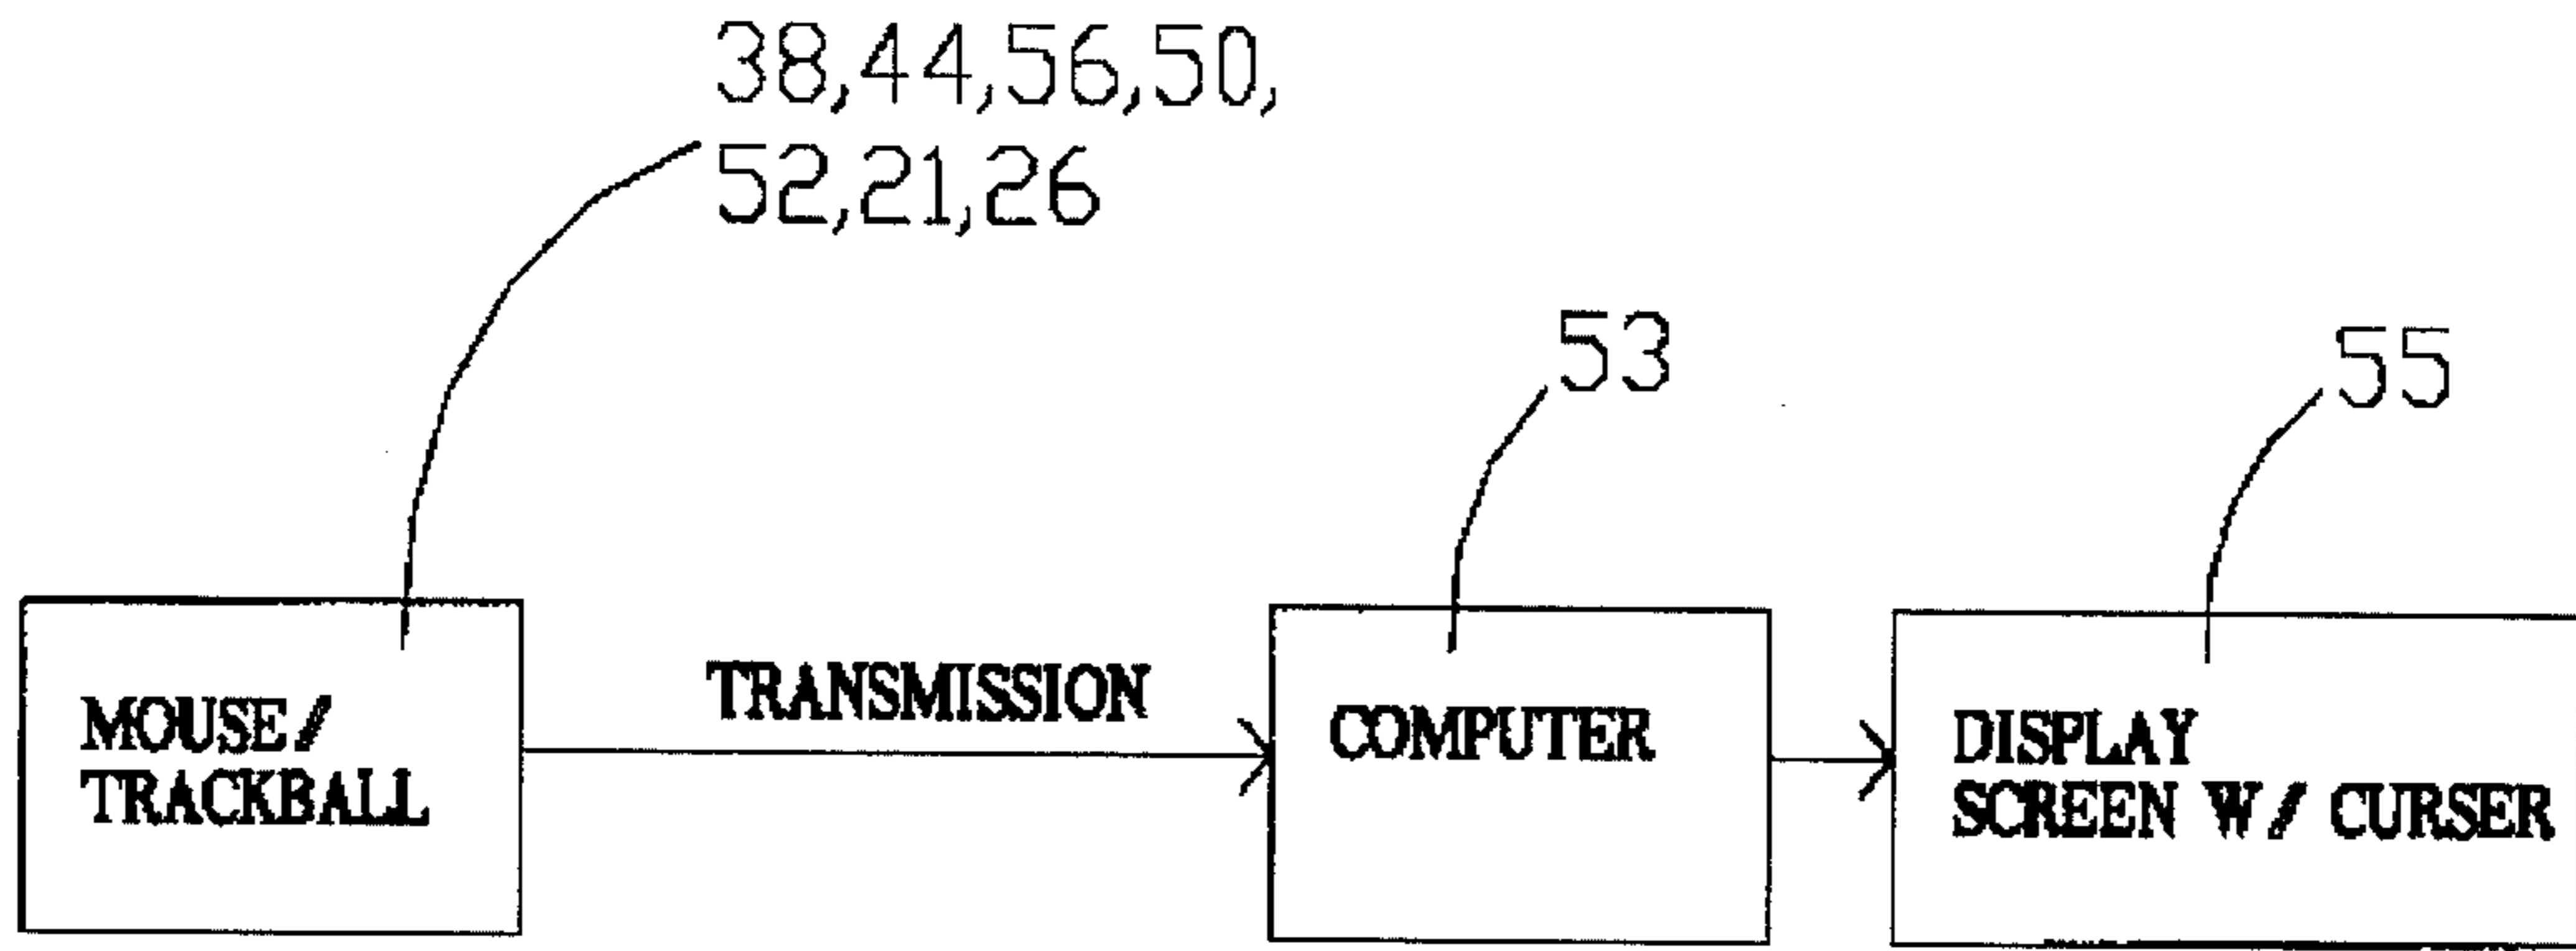 38,44,56,50,
52,21,26
53
55
MOUSE/
TRACKBALL
TRANSMISSION
COMPUTER
DISPLAY
SCREEN W/ CURSER